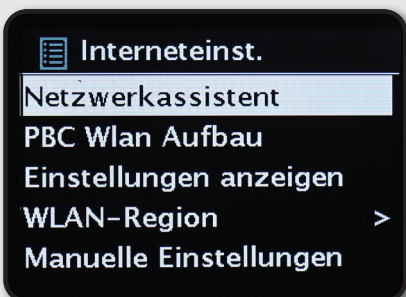 Interneteinst.
Netzwerkassistent
PBC Wlan Aufbau
Einstellungen anzeigen
WLAN-Region >
Manuelle Einstellungen